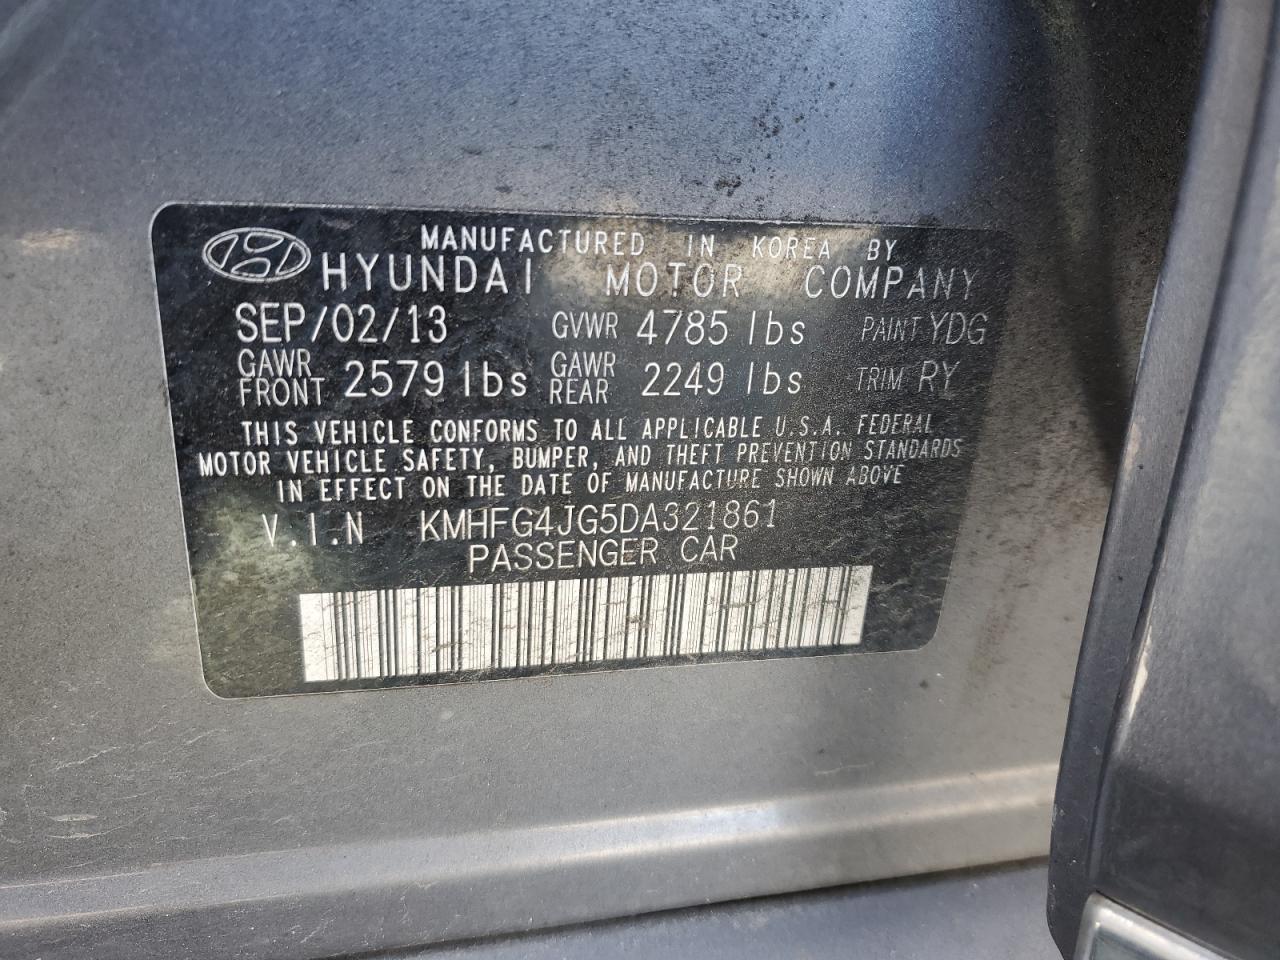 MANUFACTURED IN KOREA BY
HYUNDAI MOTOR COMPANY
SEP/02/13 GVWR 4785 lbs PAINT YDG
GAWR FRONT 2579 lbs GAWR REAR 2249 lbs TRIM RY
THIS VEHICLE CONFORMS TO ALL APPLICABLE U.S.A. FEDERAL
MOTOR VEHICLE SAFETY, BUMPER, AND THEFT PREVENTION STANDARDS
IN EFFECT ON THE DATE OF MANUFACTURE SHOWN ABOVE
V.I.N KMHFG4JG5DA321861
PASSENGER CAR